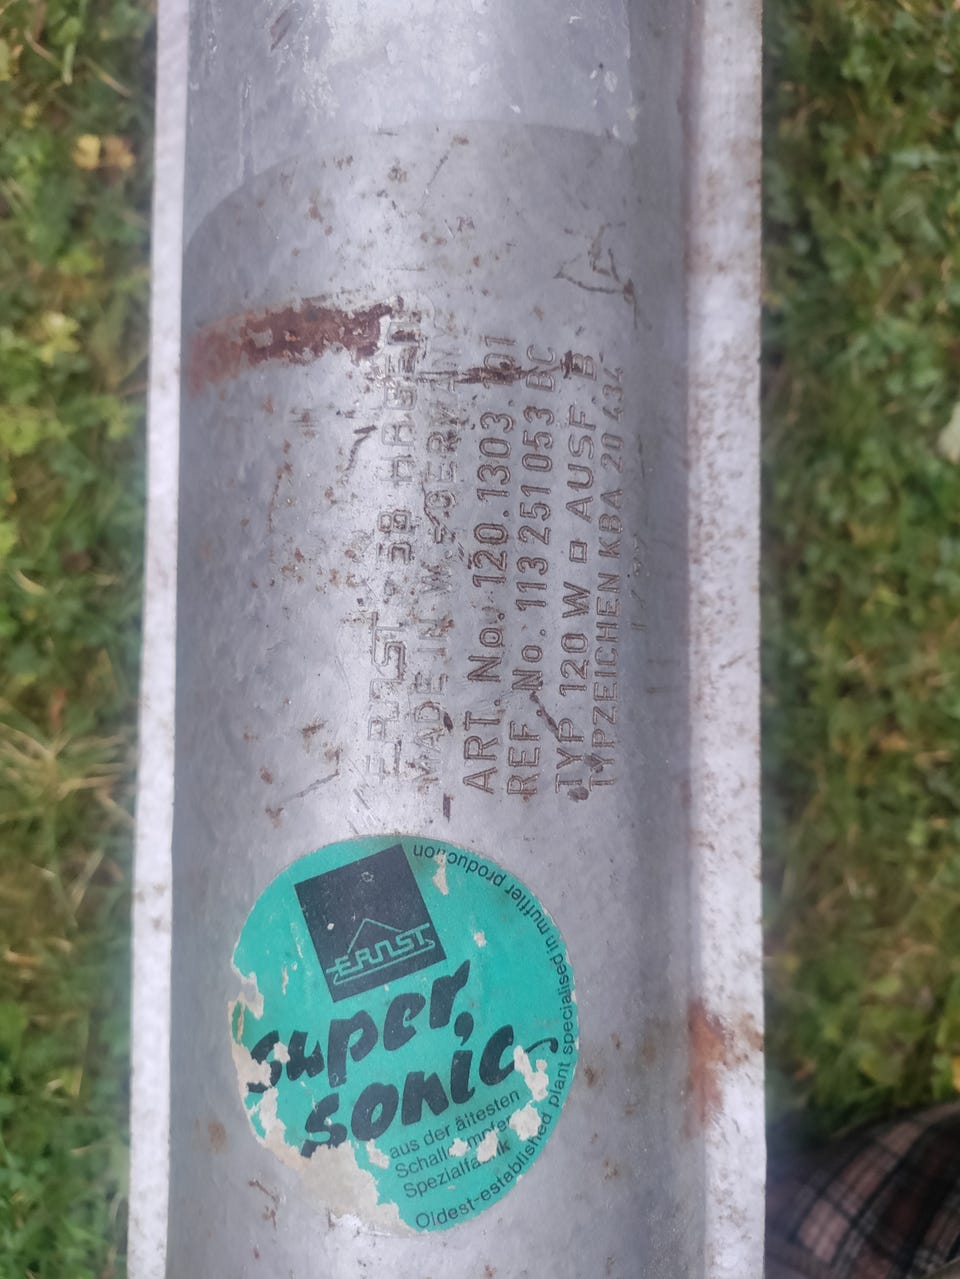 ERNST 58 HAGEN
MADE IN W. GERMANY
ART. No. 120.1303.101
REF. No. 113 251 053 BC
TYP 120 W □ AUSF. B
TYPZEICHEN KBA 20 434
ERNST
super
sonic
aus der ältesten
Spezialfabrik
Oldest-established plant specialised in muffler production